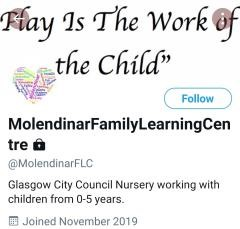 Play Is The Work of
the Child”
Follow
MolendinarFamilyLearningCen
tre
@MolendinarFLC
Glasgow City Council Nursery working with
children from 0-5 years.
Joined November 2019